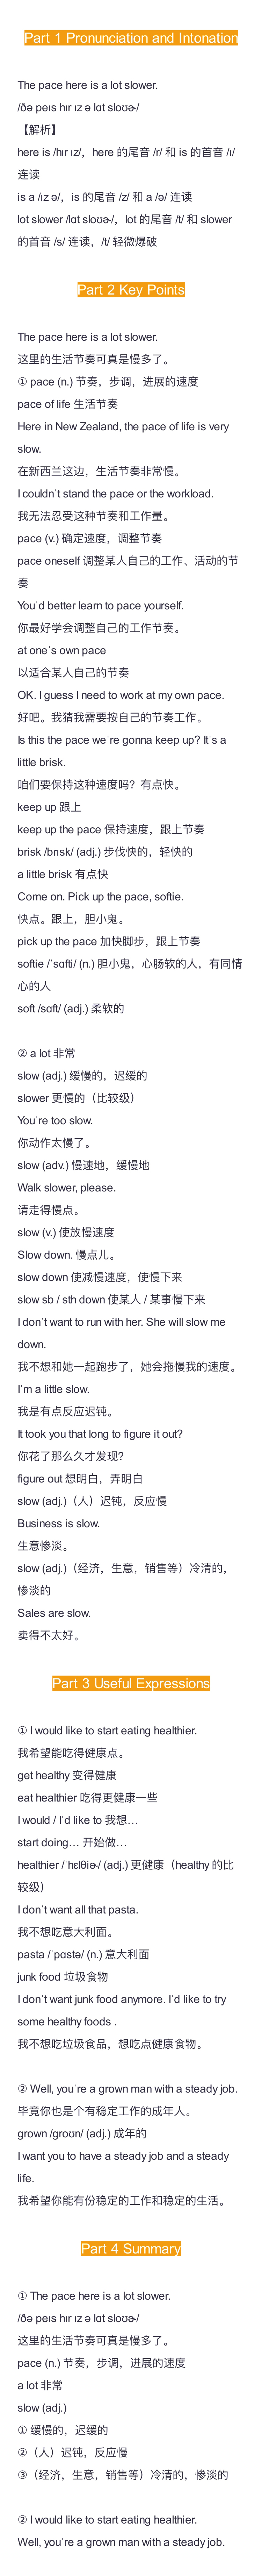 Part 1 Pronunciation and Intonation
The pace here is a lot slower.
/ðə peɪs hɪr ɪz ə lɑt sloʊɚ/
【解析】
here is /hɪr ɪz/，here 的尾音 /r/ 和 is 的首音 /ɪ/
连读
is a /ɪz ə/，is 的尾音 /z/ 和 a /ə/ 连读
lot slower /lɑt sloʊɚ/，lot 的尾音 /t/ 和 slower
的首音 /s/ 连读，/t/ 轻微爆破
Part 2 Key Points
The pace here is a lot slower.
这里的生活节奏可真是慢多了。
① pace (n.) 节奏，步调，进展的速度
pace of life 生活节奏
Here in New Zealand, the pace of life is very
slow.
在新西兰这边，生活节奏非常慢。
I couldn't stand the pace or the workload.
我无法忍受这种节奏和工作量。
pace (v.) 确定速度，调整节奏
pace oneself 调整某人自己的工作、活动的节
奏
You'd better learn to pace yourself.
你最好学会调整自己的工作节奏。
at one's own pace
以适合某人自己的节奏
OK. I guess I need to work at my own pace.
好吧。我猜我需要按自己的节奏工作。
Is this the pace we're gonna keep up? It's a
little brisk.
咱们要保持这种速度吗？有点快。
keep up 跟上
keep up the pace 保持速度，跟上节奏
brisk /brɪsk/ (adj.) 步伐快的，轻快的
a little brisk 有点快
Come on. Pick up the pace, softie.
快点。跟上，胆小鬼。
pick up the pace 加快脚步，跟上节奏
softie /ˈsɑfti/ (n.) 胆小鬼，心肠软的人，有同情
心的人
soft /sɑft/ (adj.) 柔软的
② a lot 非常
slow (adj.) 缓慢的，迟缓的
slower 更慢的（比较级）
You're too slow.
你动作太慢了。
slow (adv.) 慢速地，缓慢地
Walk slower, please.
请走得慢点。
slow (v.) 使放慢速度
Slow down. 慢点儿。
slow down 使减慢速度，使慢下来
slow sb / sth down 使某人 / 某事慢下来
I don't want to run with her. She will slow me
down.
我不想和她一起跑步了，她会拖慢我的速度。
I'm a little slow.
我是有点反应迟钝。
It took you that long to figure it out?
你花了那么久才发现？
figure out 想明白，弄明白
slow (adj.)（人）迟钝，反应慢
Business is slow.
生意惨淡。
slow (adj.)（经济，生意，销售等）冷清的，
惨淡的
Sales are slow.
卖得不太好。
Part 3 Useful Expressions
① I would like to start eating healthier.
我希望能吃得健康点。
get healthy 变得健康
eat healthier 吃得更健康一些
I would / I'd like to 我想…
start doing… 开始做…
healthier /ˈhɛlθiɚ/ (adj.) 更健康（healthy 的比
较级）
I don't want all that pasta.
我不想吃意大利面。
pasta /ˈpɑstə/ (n.) 意大利面
junk food 垃圾食物
I don't want junk food anymore. I'd like to try
some healthy foods .
我不想吃垃圾食品，想吃点健康食物。
② Well, you're a grown man with a steady job.
毕竟你也是个有稳定工作的成年人。
grown /ɡroʊn/ (adj.) 成年的
I want you to have a steady job and a steady
life.
我希望你能有份稳定的工作和稳定的生活。
Part 4 Summary
① The pace here is a lot slower.
/ðə peɪs hɪr ɪz ə lɑt sloʊɚ/
这里的生活节奏可真是慢多了。
pace (n.) 节奏，步调，进展的速度
a lot 非常
slow (adj.)
① 缓慢的，迟缓的
②（人）迟钝，反应慢
③（经济，生意，销售等）冷清的，惨淡的
② I would like to start eating healthier.
Well, you're a grown man with a steady job.